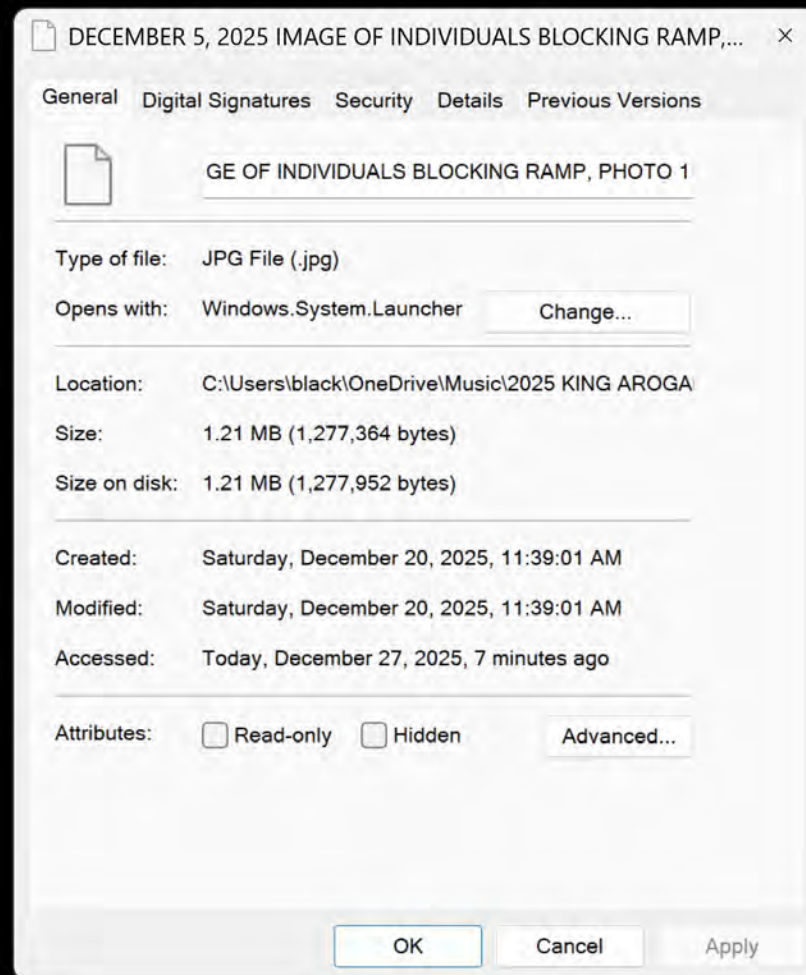 DECEMBER 5, 2025 IMAGE OF INDIVIDUALS BLOCKING RAMP,...
General Digital Signatures Security Details Previous Versions
GE OF INDIVIDUALS BLOCKING RAMP, PHOTO 1
Type of file: JPG File (.jpg)
Opens with: Windows.System.Launcher Change...
Location: C:\Users\black\OneDrive\Music\2025 KING AROGA
Size: 1.21 MB (1,277,364 bytes)
Size on disk: 1.21 MB (1,277,952 bytes)
Created: Saturday, December 20, 2025, 11:39:01 AM
Modified: Saturday, December 20, 2025, 11:39:01 AM
Accessed: Today, December 27, 2025, 7 minutes ago
Attributes: Read-only Hidden Advanced...
OK Cancel Apply